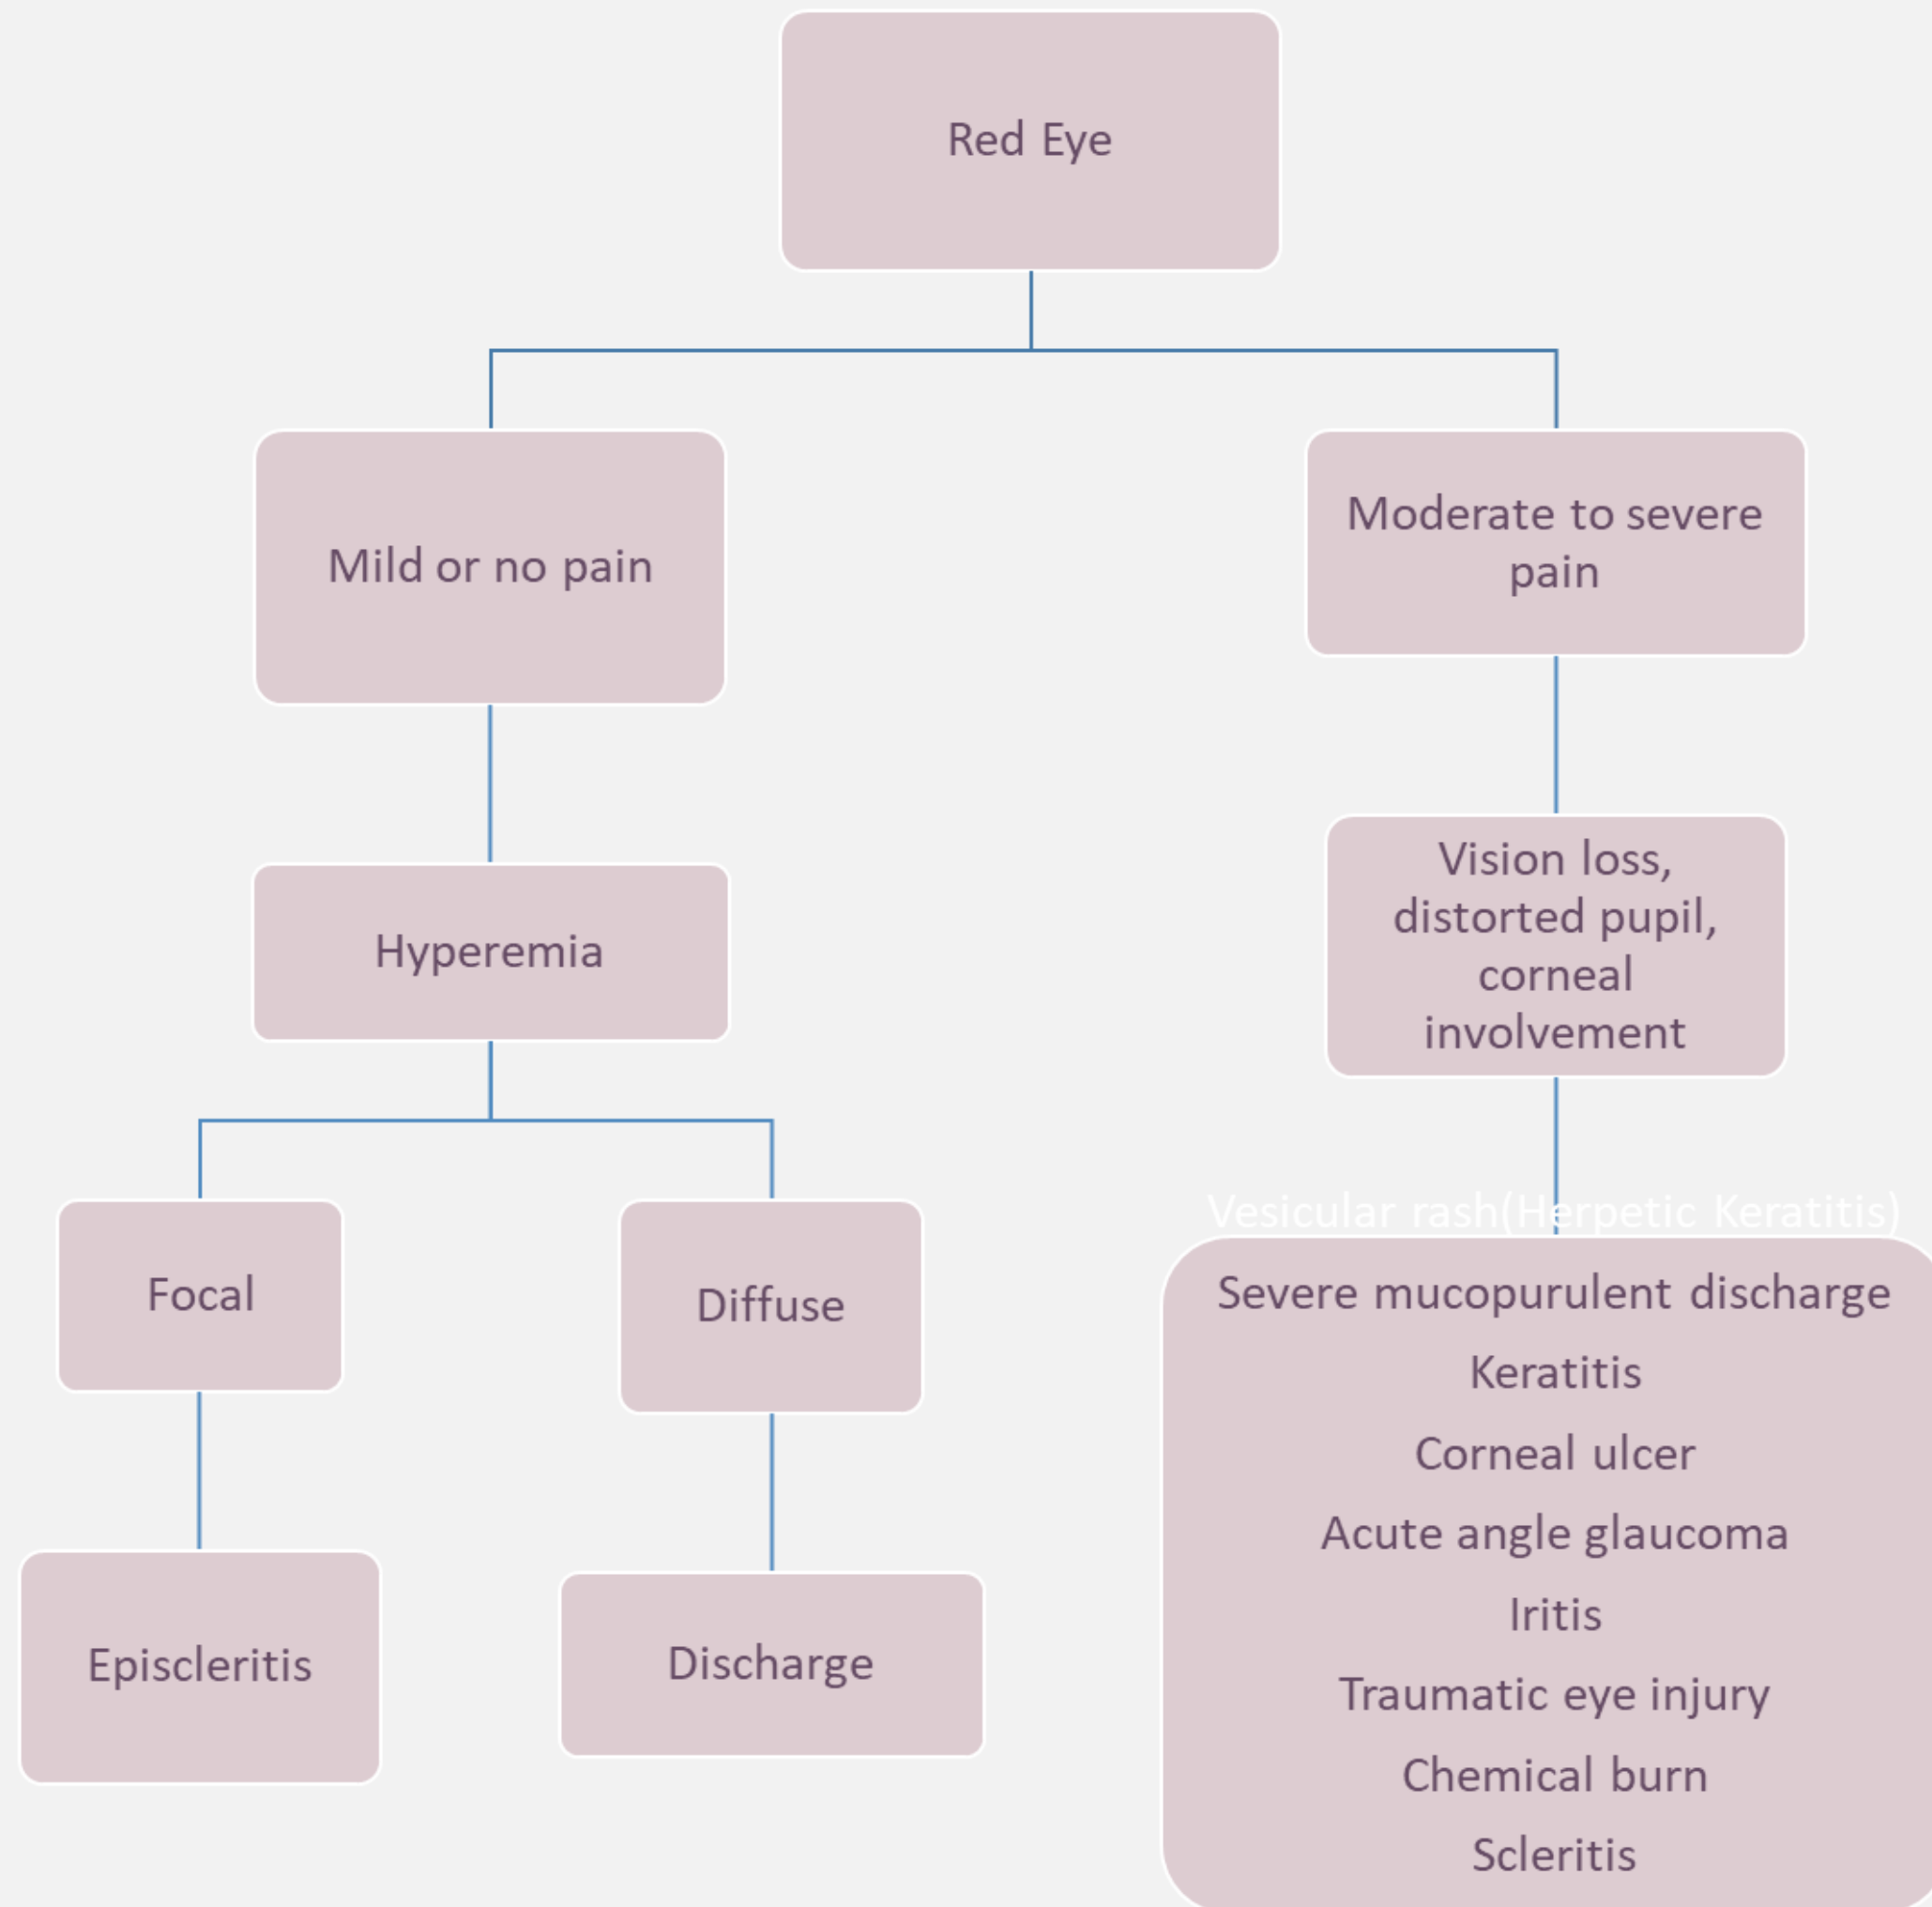 Red Eye
Mild or no pain
Moderate to severe
pain
Hyperemia
Vision loss,
distorted pupil,
corneal
involvement
Focal
Diffuse
Episcleritis
Discharge
Vesicular rash(Herpetic Keratitis)
Severe mucopurulent discharge
Keratitis
Corneal ulcer
Acute angle glaucoma
Iritis
Traumatic eye injury
Chemical burn
Scleritis